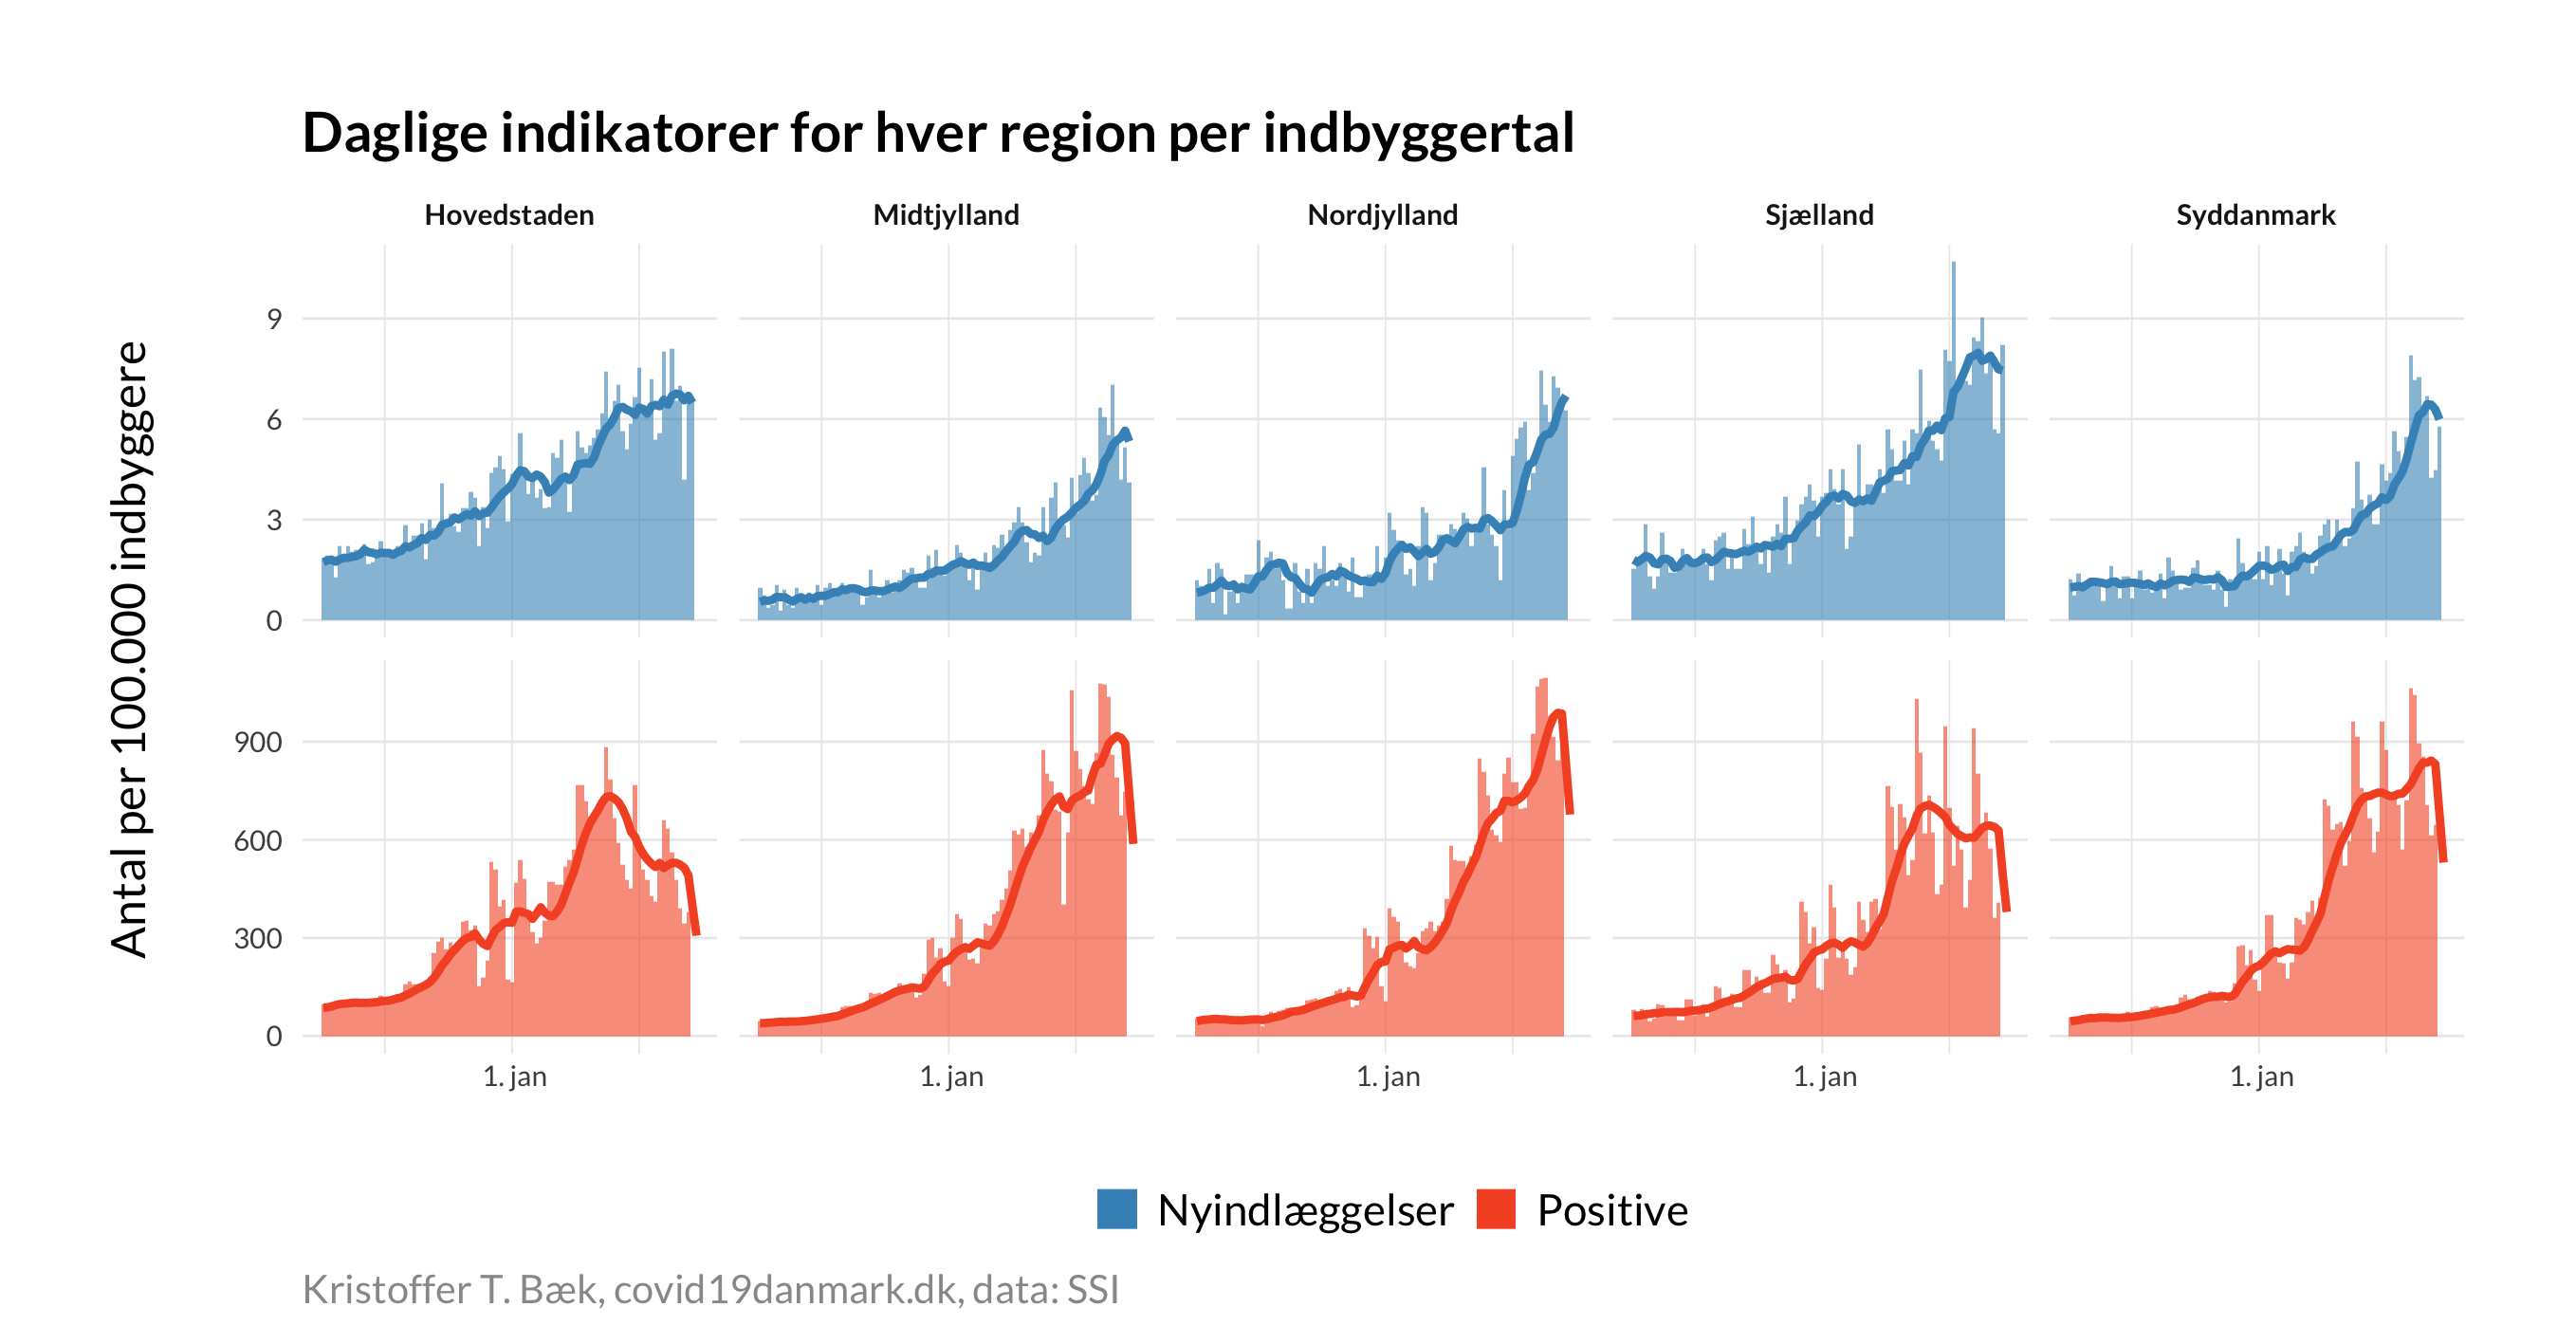 Daglige indikatorer for hver region per indbyggertal
Hovedstaden
Midtjylland
Nordjylland
Sjælland
Syddanmark
Antal per 100.000 indbyggere
9
6
3
0
900
600
300
0
1. jan
1. jan
1. jan
1. jan
1. jan
Nyindlæggelser
Positive
Kristoffer T. Bæk, covid19danmark.dk, data: SSI